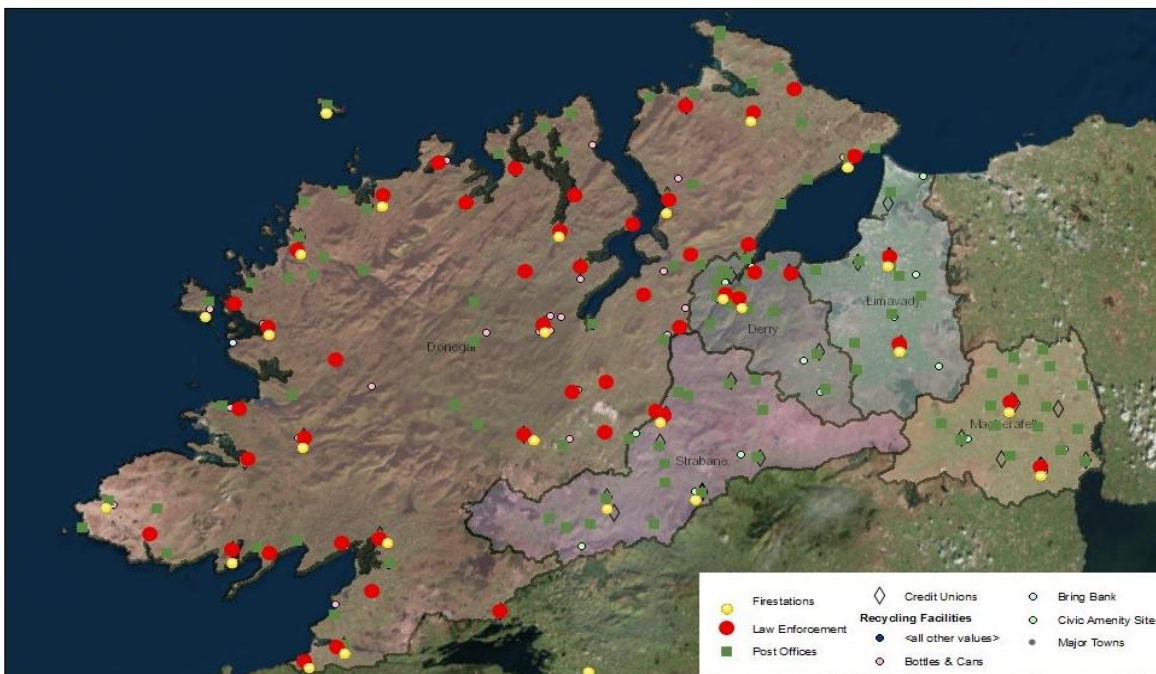 Limavady
Derry
Donegal
Magherafelt
Strabane
Firestations
Law Enforcement
Post Offices
Credit Unions
Recycling Facilities
<all other values>
Bottles & Cans
Bring Bank
Civic Amenity Site
Major Towns